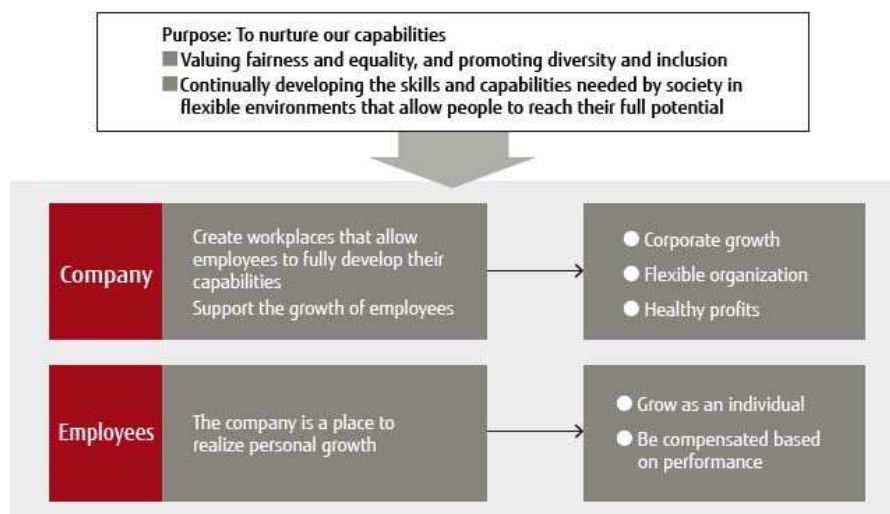 Purpose: To nurture our capabilities
Valuing fairness and equality, and promoting diversity and inclusion
Continually developing the skills and capabilities needed by society in
flexible environments that allow people to reach their full potential
Company
Create workplaces that allow
employees to fully develop their
capabilities
Support the growth of employees
Corporate growth
Flexible organization
Healthy profits
Employees
The company is a place to
realize personal growth
Grow as an individual
Be compensated based
on performance